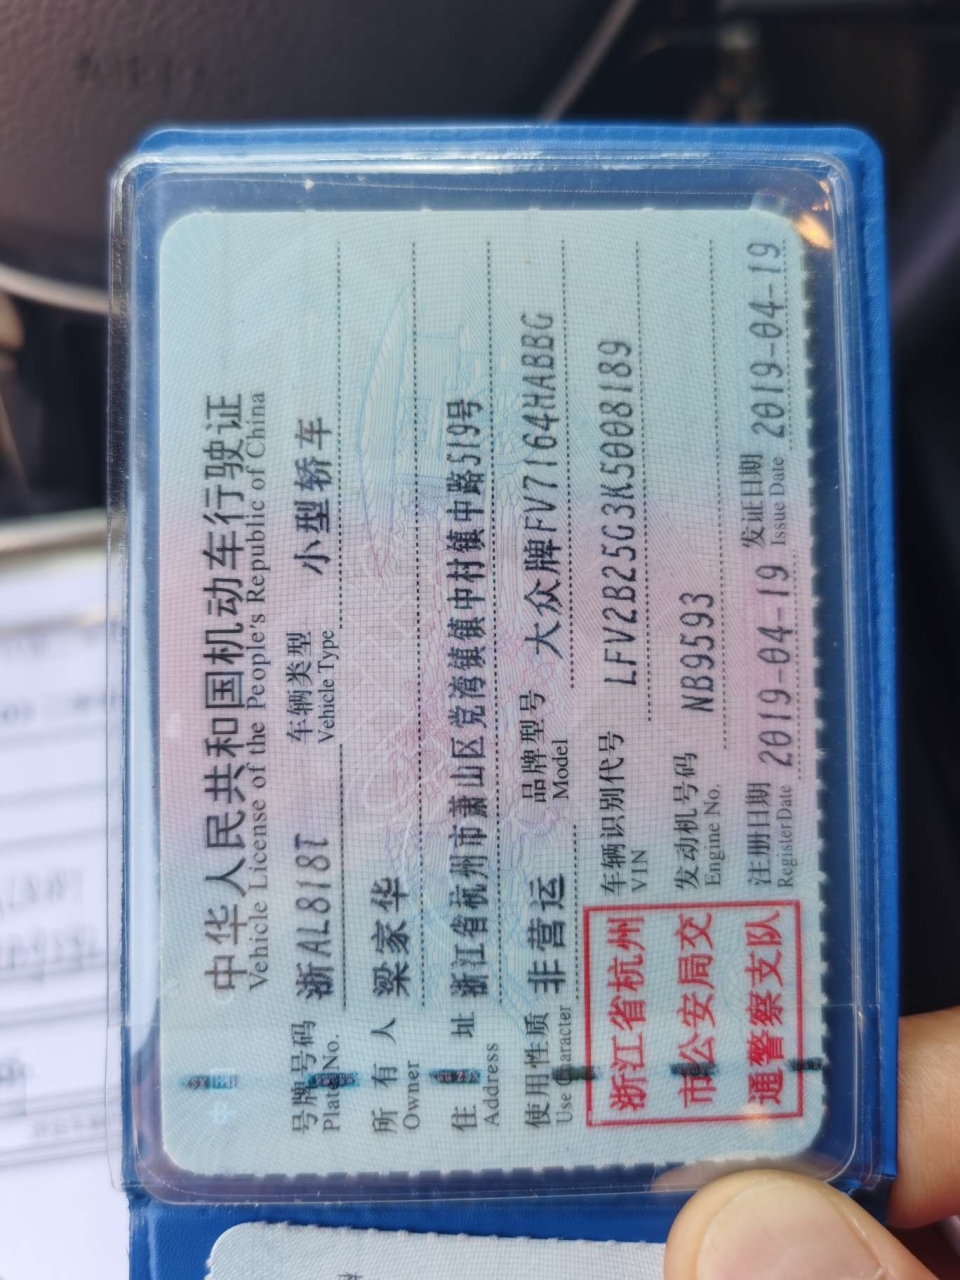 中华人民共和国机动车行驶证
Vehicle License of the People's Republic of China
号牌号码 浙AL818T 车辆类型 小型轿车
Plate No. Vehicle Type
所有人 梁家华
Owner
住址 浙江省杭州市萧山区党湾镇镇中村镇中路519号
Address
使用性质 非营运 品牌型号 大众牌FV7164HABBG
Use Character Model
浙江省杭州
市公安局交
通警察支队
车辆识别代号 LFV2B25G3K5008189
VIN
发动机号码 NB9593
Engine No.
注册日期 2019-04-19 发证日期 2019-04-19
Register Date Issue Date